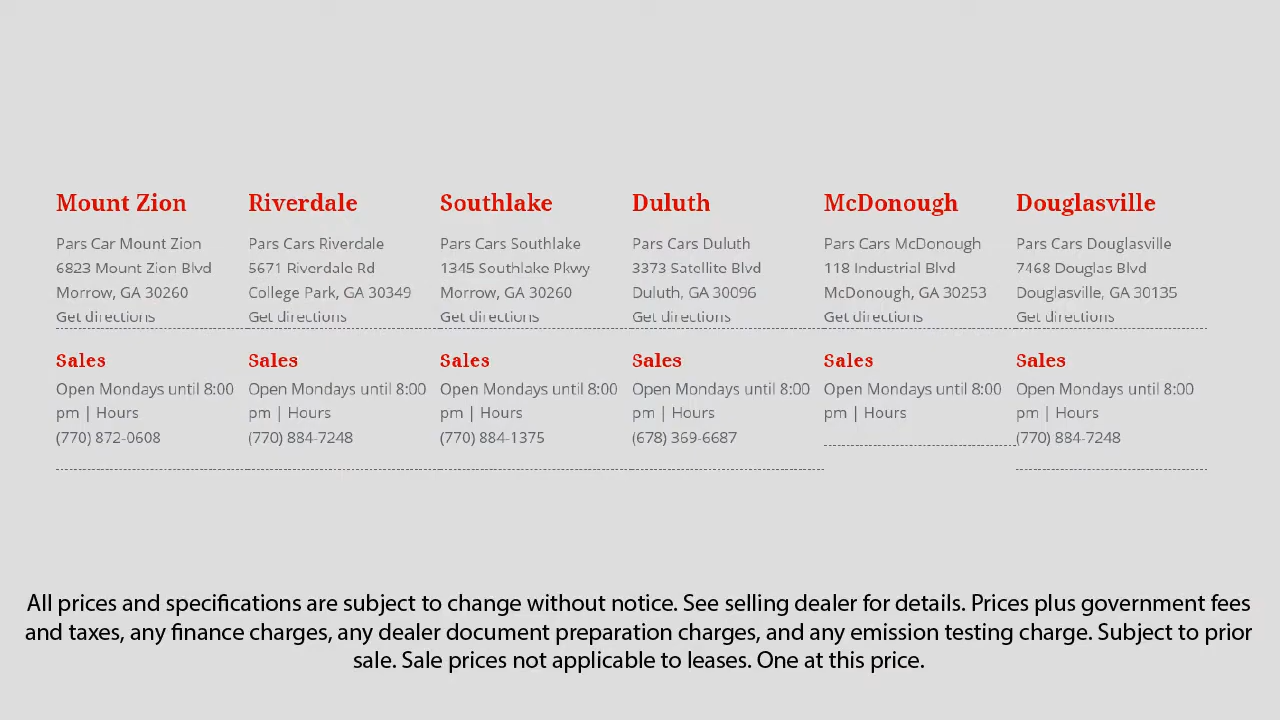 Mount Zion
Pars Car Mount Zion
6823 Mount Zion Blvd
Morrow, GA 30260
Get directions
Sales
Open Mondays until 8:00
pm | Hours
(770) 872-0608
Riverdale
Pars Cars Riverdale
5671 Riverdale Rd
College Park, GA 30349
Get directions
Sales
Open Mondays until 8:00
pm | Hours
(770) 884-7248
Southlake
Pars Cars Southlake
1345 Southlake Pkwy
Morrow, GA 30260
Get directions
Sales
Open Mondays until 8:00
pm | Hours
(770) 884-1375
Duluth
Pars Cars Duluth
3373 Satellite Blvd
Duluth, GA 30096
Get directions
Sales
Open Mondays until 8:00
pm | Hours
(678) 369-6687
McDonough
Pars Cars McDonough
118 Industrial Blvd
McDonough, GA 30253
Get directions
Sales
Open Mondays until 8:00
pm | Hours
Douglasville
Pars Cars Douglasville
7468 Douglas Blvd
Douglasville, GA 30135
Get directions
Sales
Open Mondays until 8:00
pm | Hours
(770) 884-7248
All prices and specifications are subject to change without notice. See selling dealer for details. Prices plus government fees
and taxes, any finance charges, any dealer document preparation charges, and any emission testing charge. Subject to prior
sale. Sale prices not applicable to leases. One at this price.